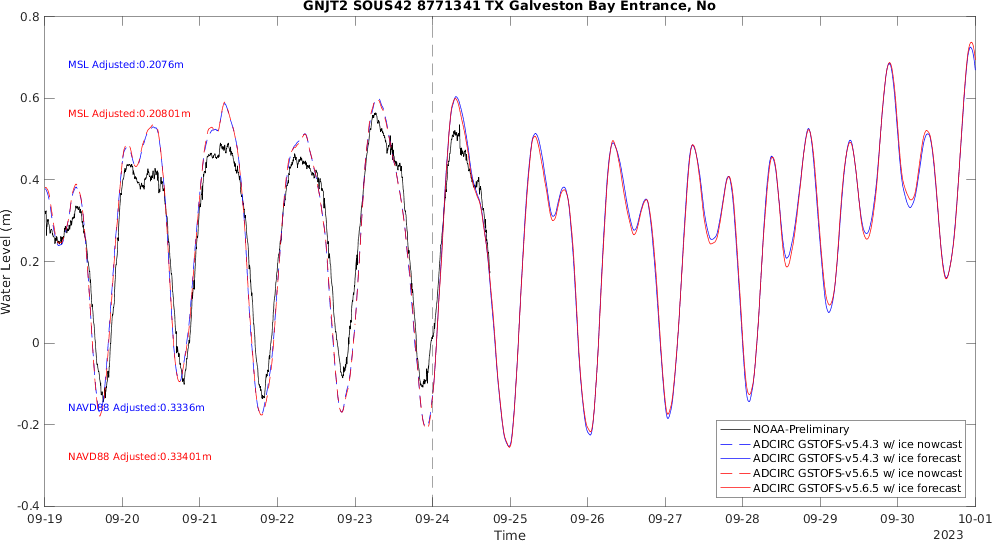 GNJT2 SOUS42 8771341 TX Galveston Bay Entrance, No
0.8
MSL Adjusted:0.2076m
0.6
MSL Adjusted:0.20801m
0.4
0.2
Water Level (m)
0
NAVD88 Adjusted:0.3336m
-0.2
NAVD88 Adjusted:0.33401m
-0.4
NOAA-Preliminary
ADCIRC GSTOFS-v5.4.3 w/ ice nowcast
ADCIRC GSTOFS-v5.4.3 w/ ice forecast
ADCIRC GSTOFS-v5.6.5 w/ ice nowcast
ADCIRC GSTOFS-v5.6.5 w/ ice forecast
09-19 09-20 09-21 09-22 09-23 09-24 09-25 09-26 09-27 09-28 09-29 09-30 10-01
Time 2023